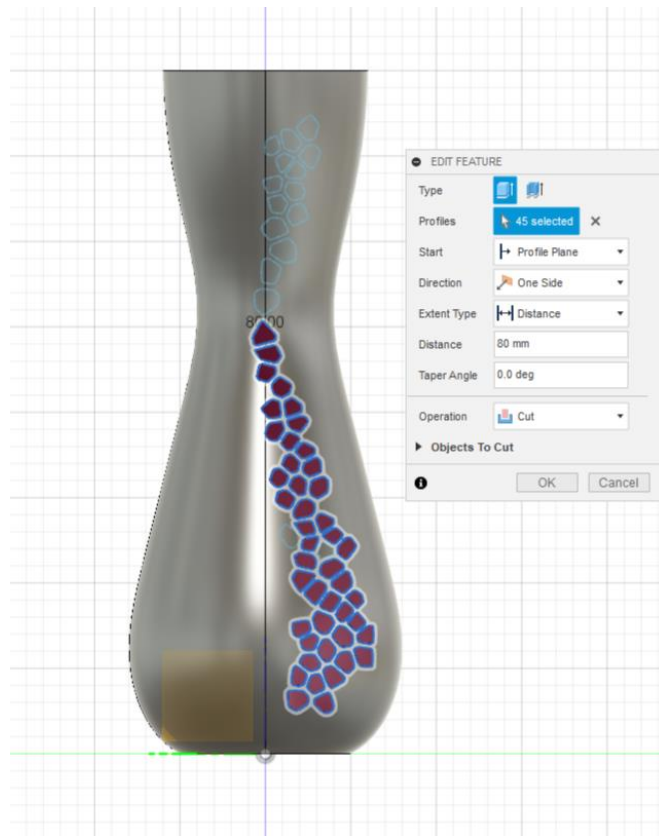 EDIT FEATURE
Type
Profiles 45 selected
Start Profile Plane
Direction One Side
Extent Type Distance
Distance 80 mm
Taper Angle 0.0 deg
Operation Cut
Objects To Cut
OK Cancel